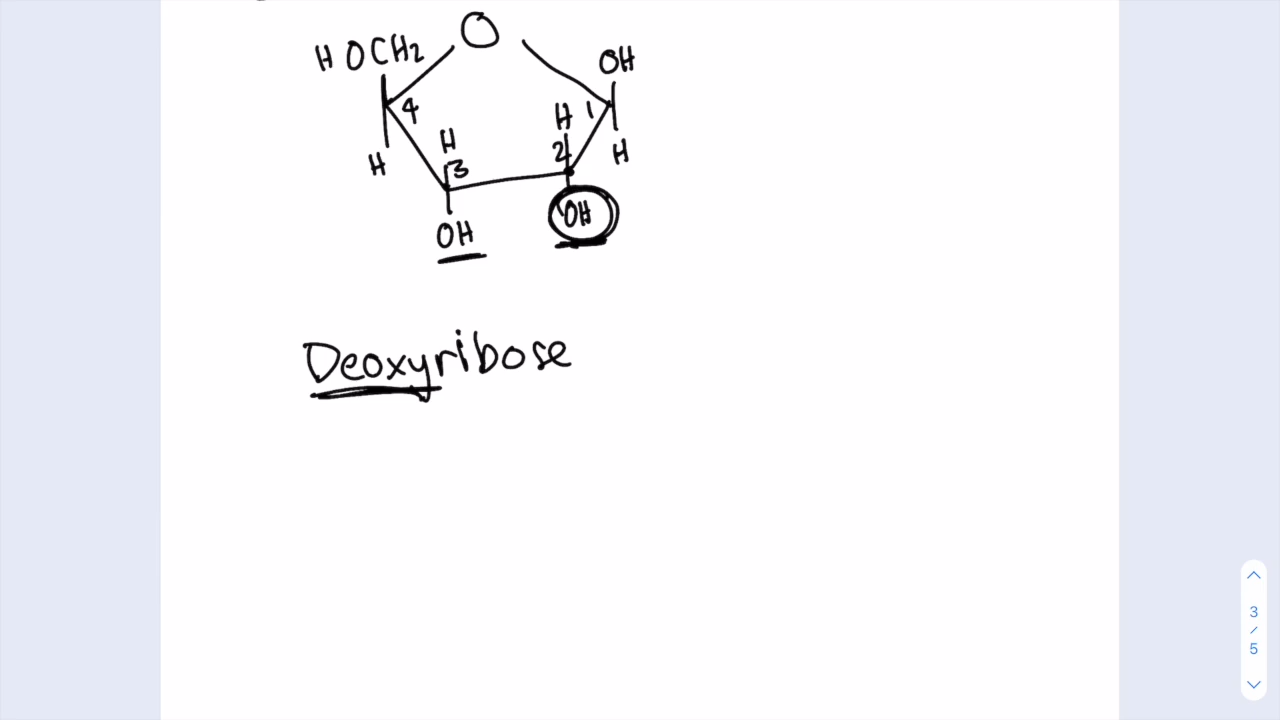 O
HOCH2 OH
4 H 1
H 3 2 H
H
OH OH
Deoxyribose
3
/
5